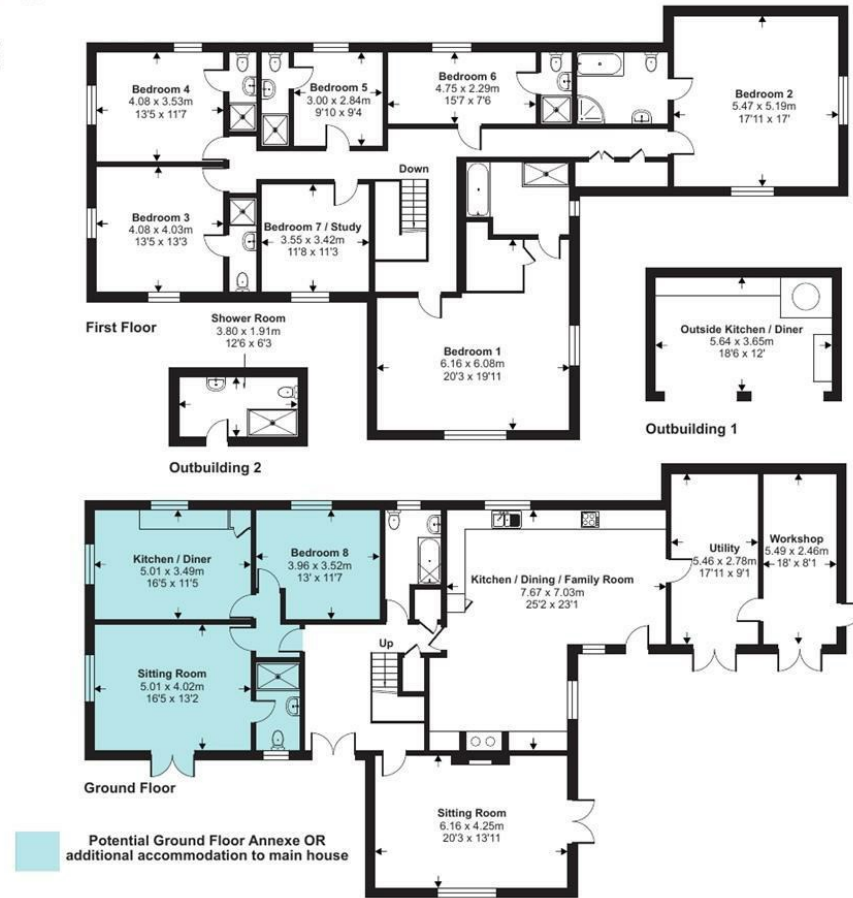 Bedroom 4
4.08 x 3.53m
13'5 x 11'7
Bedroom 5
3.00 x 2.84m
9'10 x 9'4
Bedroom 6
4.75 x 2.29m
15'7 x 7'6
Bedroom 2
5.47 x 5.19m
17'11 x 17'
Down
Bedroom 3
4.08 x 4.03m
13'5 x 13'3
Bedroom 7 / Study
3.55 x 3.42m
11'8 x 11'3
Bedroom 1
6.16 x 6.08m
20'3 x 19'11
First Floor
Shower Room
3.80 x 1.91m
12'6 x 6'3
Outbuilding 2
Outside Kitchen / Diner
5.64 x 3.65m
18'6 x 12'
Outbuilding 1
Kitchen / Diner
5.01 x 3.49m
16'5 x 11'5
Bedroom 8
3.96 x 3.52m
13' x 11'7
Kitchen / Dining / Family Room
7.67 x 7.03m
25'2 x 23'1
Utility
5.46 x 2.78m
17'11 x 9'1
Workshop
5.49 x 2.46m
18' x 8'1
Up
Sitting Room
5.01 x 4.02m
16'5 x 13'2
Ground Floor
Sitting Room
6.16 x 4.25m
20'3 x 13'11
Potential Ground Floor Annexe OR
additional accommodation to main house